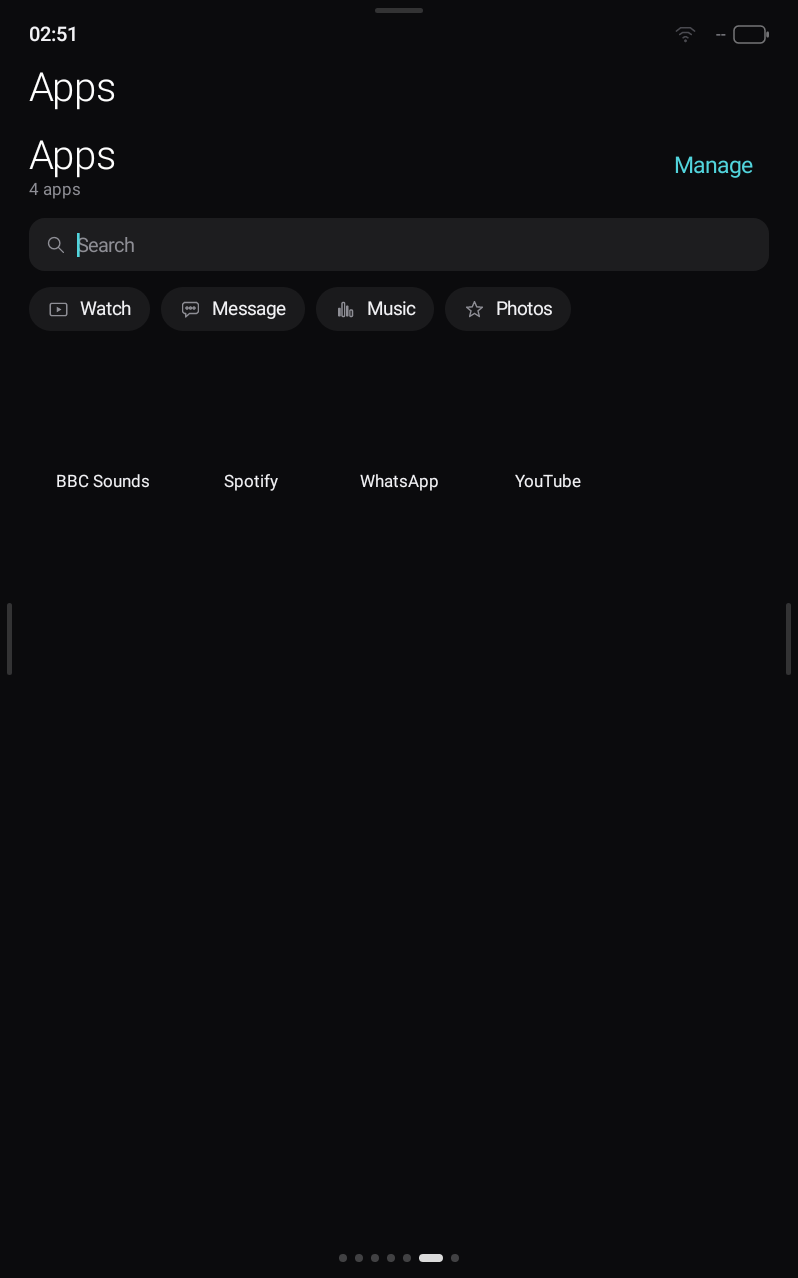 02:51
--
Apps
Apps
Manage
4 apps
Search
Watch
Message
Music
Photos
BBC Sounds
Spotify
WhatsApp
YouTube